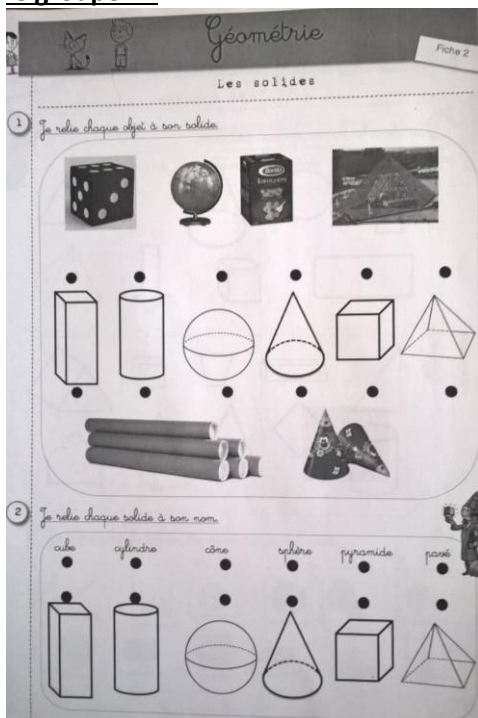 Géométrie
Fiche 2
Les solides
1
Je relie chaque objet à son solide.
Barilla
2
Je relie chaque solide à son nom.
cube cylindre cône sphère pyramide pavé